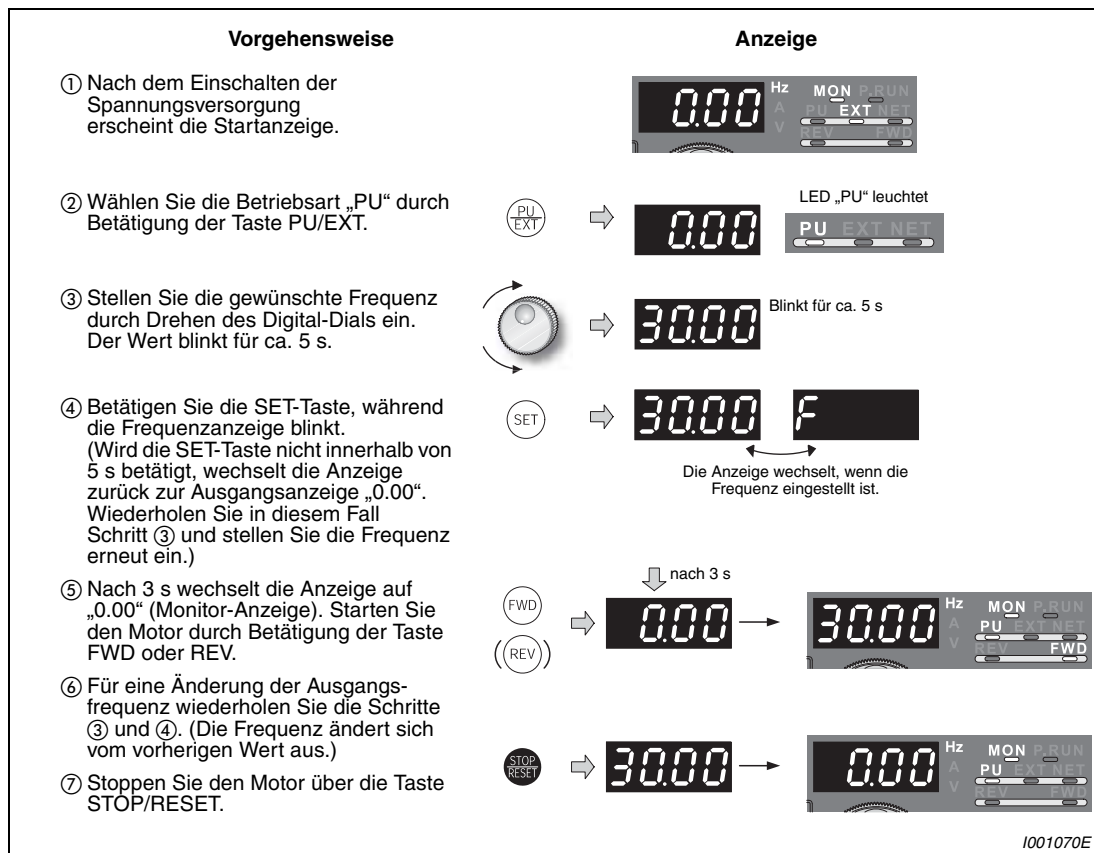 Vorgehensweise
Anzeige
① Nach dem Einschalten der
Spannungsversorgung
erscheint die Startanzeige.
0.00
Hz
A
V
MON P.RUN
PU EXT NET
REV FWD
② Wählen Sie die Betriebsart „PU“ durch
Betätigung der Taste PU/EXT.
PU
EXT
0.00
LED „PU“ leuchtet
PU EXT NET
③ Stellen Sie die gewünschte Frequenz
durch Drehen des Digital-Dials ein.
Der Wert blinkt für ca. 5 s.
30.00
Blinkt für ca. 5 s
④ Betätigen Sie die SET-Taste, während
die Frequenzanzeige blinkt.
(Wird die SET-Taste nicht innerhalb von
5 s betätigt, wechselt die Anzeige
zurück zur Ausgangsanzeige „0.00“.
Wiederholen Sie in diesem Fall
Schritt ③ und stellen Sie die Frequenz
erneut ein.)
SET
30.00
F
Die Anzeige wechselt, wenn die
Frequenz eingestellt ist.
⑤ Nach 3 s wechselt die Anzeige auf
„0.00“ (Monitor-Anzeige). Starten Sie
den Motor durch Betätigung der Taste
FWD oder REV.
FWD
(REV)
nach 3 s
0.00
30.00
Hz
A
V
MON P.RUN
PU EXT NET
REV FWD
⑥ Für eine Änderung der Ausgangs-
frequenz wiederholen Sie die Schritte
③ und ④. (Die Frequenz ändert sich
vom vorherigen Wert aus.)
⑦ Stoppen Sie den Motor über die Taste
STOP/RESET.
STOP
RESET
30.00
0.00
Hz
A
V
MON P.RUN
PU EXT NET
REV FWD
I001070E